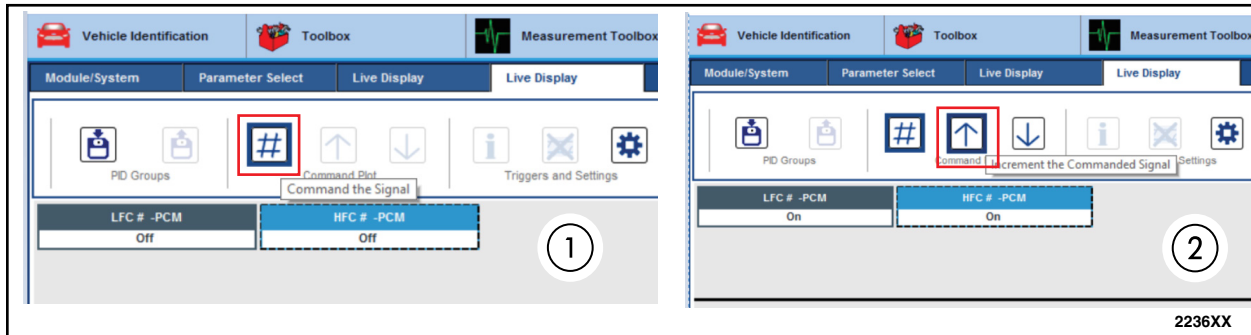 Vehicle Identification Toolbox Measurement Toolbox
Module/System Parameter Select Live Display Live Display
#
PID Groups Command Plot Triggers and Settings
Command the Signal
LFC # -PCM HFC # -PCM
Off Off
1
Vehicle Identification Toolbox Measurement Toolbox
Module/System Parameter Select Live Display Live Display
#
PID Groups Command Settings
Increment the Commanded Signal
LFC # -PCM HFC # -PCM
On On
2
2236XX